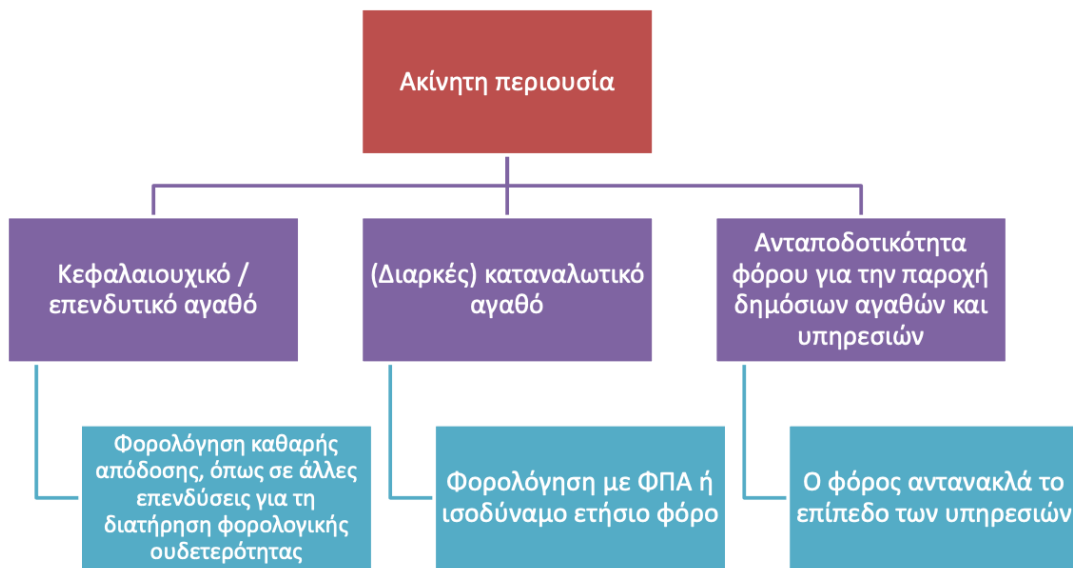 Ακίνητη περιουσία
Κεφαλαιουχικό /
επενδυτικό αγαθό
(Διαρκές) καταναλωτικό
αγαθό
Ανταποδοτικότητα
φόρου για την παροχή
δημόσιων αγαθών και
υπηρεσιών
Φορολόγηση καθαρής
απόδοσης, όπως σε άλλες
επενδύσεις για τη
διατήρηση φορολογικής
ουδετερότητας
Φορολόγηση με ΦΠΑ ή
ισοδύναμο ετήσιο φόρο
Ο φόρος αντανακλά το
επίπεδο των υπηρεσιών